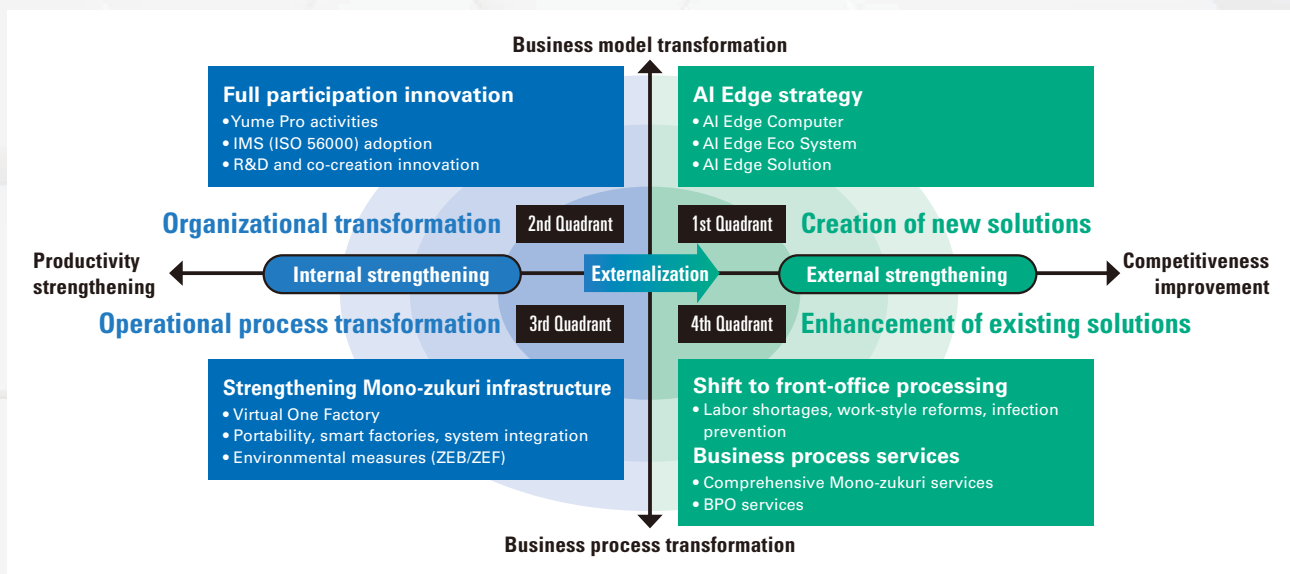 Business model transformation
Full participation innovation
•Yume Pro activities
•IMS (ISO 56000) adoption
•R&D and co-creation innovation
AI Edge strategy
•AI Edge Computer
•AI Edge Eco System
•AI Edge Solution
Organizational transformation
2nd Quadrant
1st Quadrant
Creation of new solutions
Productivity
strengthening
Internal strengthening
Externalization
External strengthening
Competitiveness
improvement
Operational process transformation
3rd Quadrant
4th Quadrant
Enhancement of existing solutions
Strengthening Mono-zukuri infrastructure
•Virtual One Factory
•Portability, smart factories, system integration
•Environmental measures (ZEB/ZEF)
Shift to front-office processing
•Labor shortages, work-style reforms, infection
prevention
Business process services
•Comprehensive Mono-zukuri services
•BPO services
Business process transformation